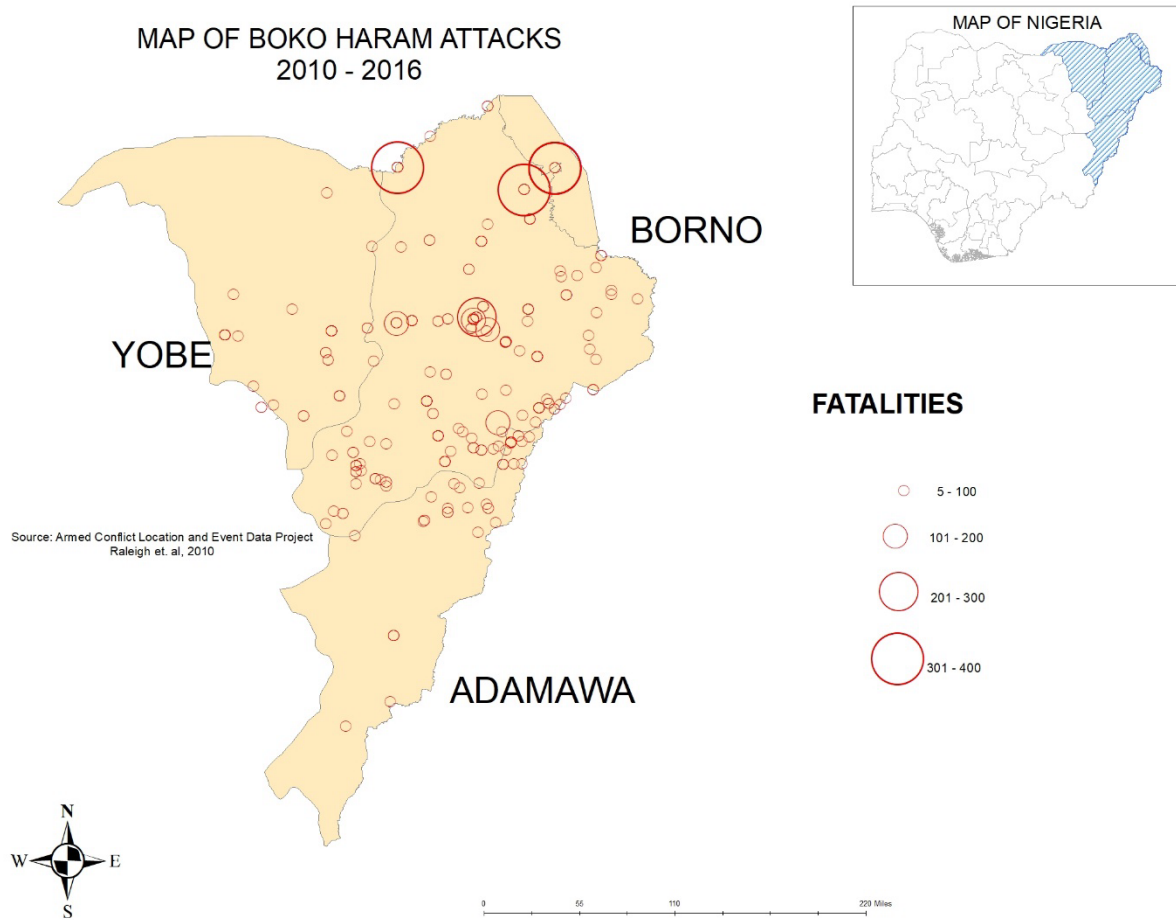 MAP OF BOKO HARAM ATTACKS
2010 - 2016
MAP OF NIGERIA
BORNO
YOBE
FATALITIES
5 - 100
101 - 200
201 - 300
301 - 400
Source: Armed Conflict Location and Event Data Project
Raleigh et. al, 2010
ADAMAWA
N
W
E
S
0
55
110
220 Miles